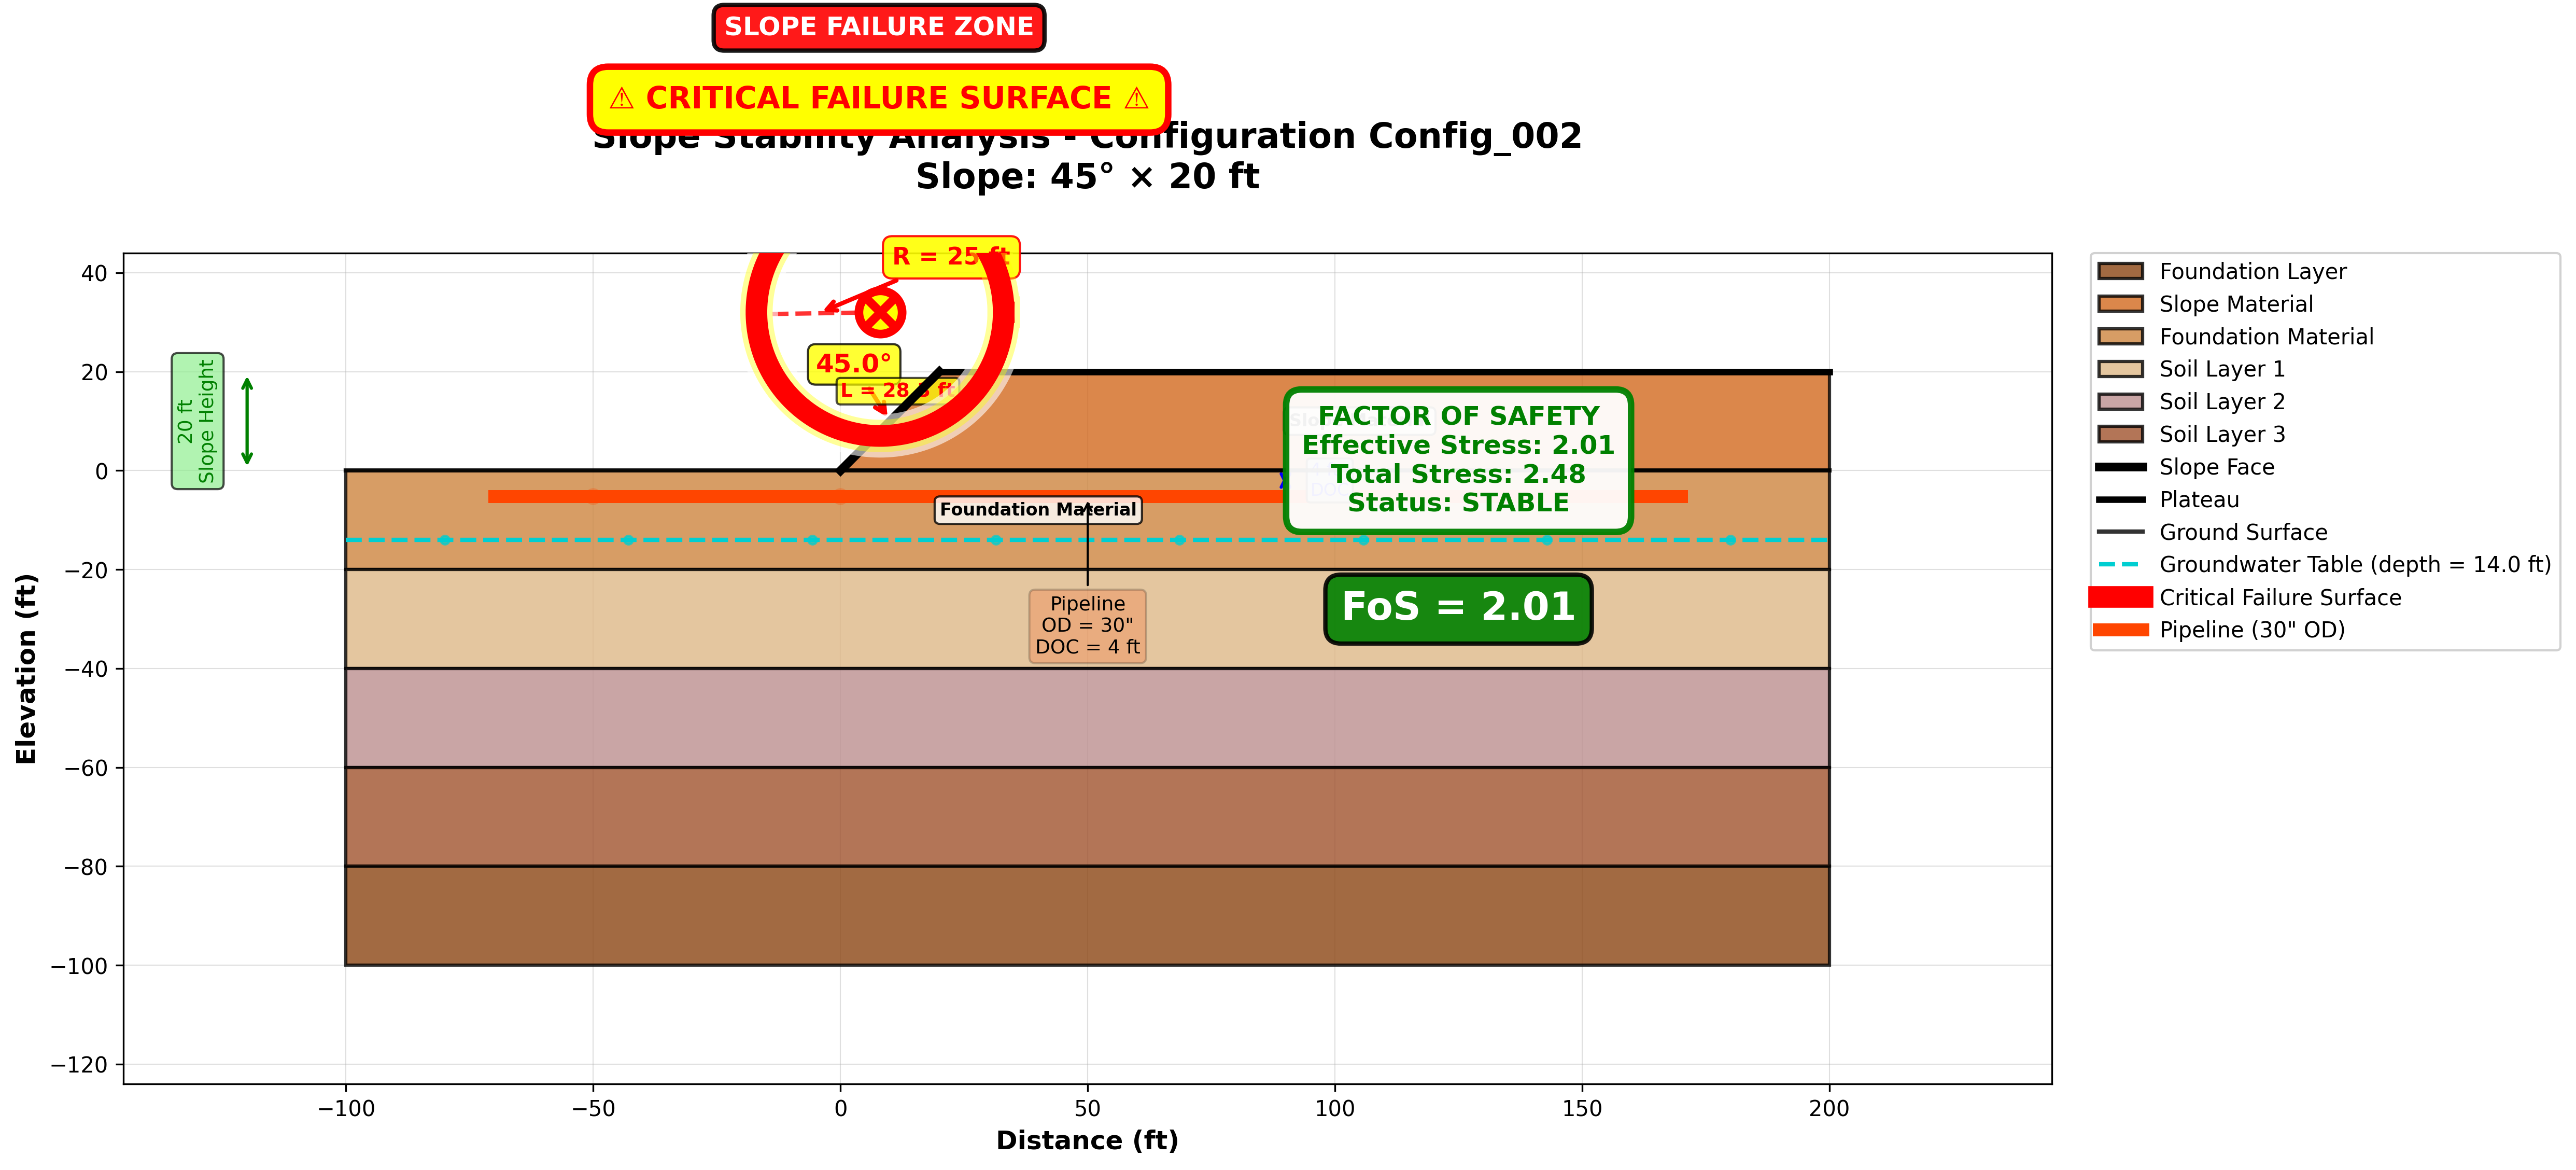 SLOPE FAILURE ZONE
⚠ CRITICAL FAILURE SURFACE ⚠
Slope Stability Analysis - Configuration Config_002
Slope: 45° × 20 ft
R = 25 ft
45.0°
L = 28.3 ft
20 ft
Slope Height
FACTOR OF SAFETY
Effective Stress: 2.01
Total Stress: 2.48
Status: STABLE
Foundation Material
Pipeline
OD = 30"
DOC = 4 ft
FoS = 2.01
40
20
0
−20
−40
−60
−80
−100
−120
Elevation (ft)
−100
−50
0
50
100
150
200
Distance (ft)
Foundation Layer
Slope Material
Foundation Material
Soil Layer 1
Soil Layer 2
Soil Layer 3
Slope Face
Plateau
Ground Surface
Groundwater Table (depth = 14.0 ft)
Critical Failure Surface
Pipeline (30" OD)